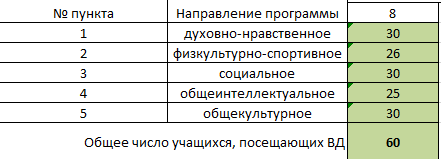 № пункта Направление программы 8
1 духовно-нравственное 30
2 физкультурно-спортивное 26
3 социальное 30
4 общеинтеллектуальное 25
5 общекультурное 30
Общее число учащихся, посещающих ВД 60